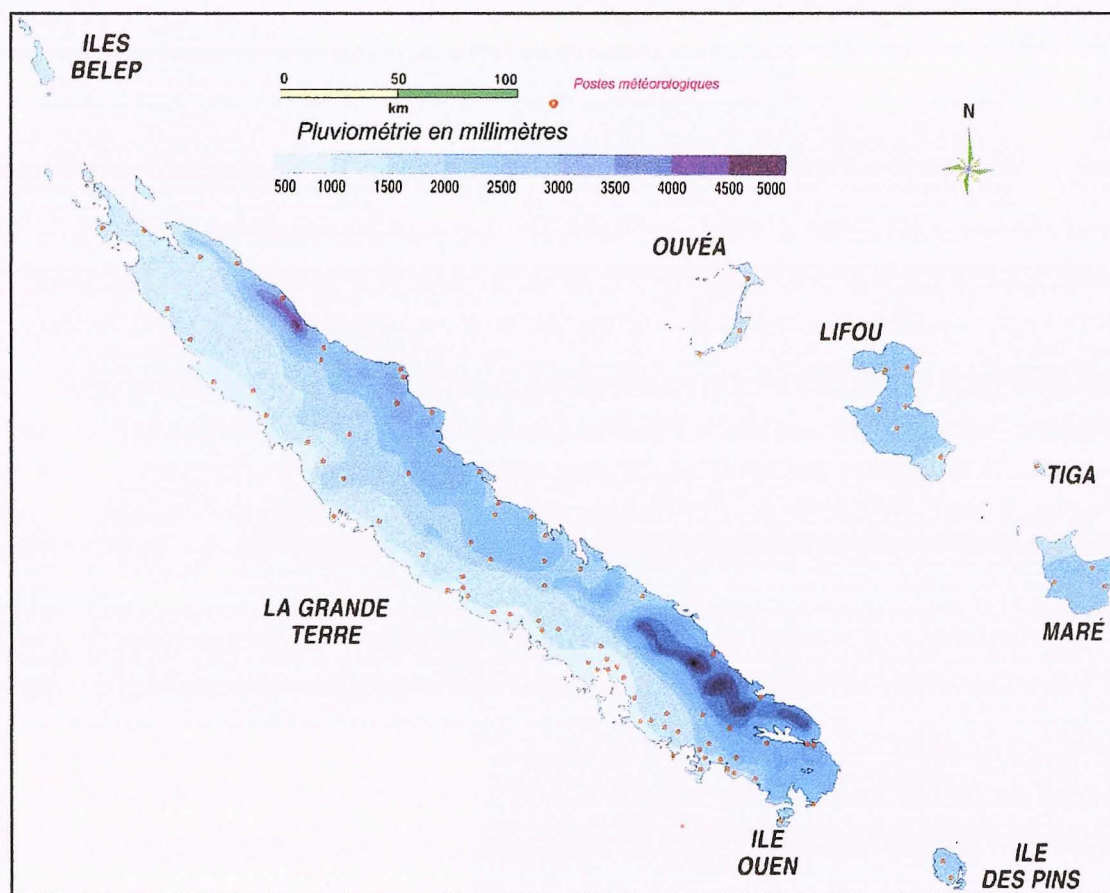 ILES
BELEP
0 50 100
km
Postes météorologiques
Pluviométrie en millimètres
500 1000 1500 2000 2500 3000 3500 4000 4500 5000
N
OUVÉA
LIFOU
TIGA
MARÉ
LA GRANDE
TERRE
ILE
OUEN
ILE
DES PINS